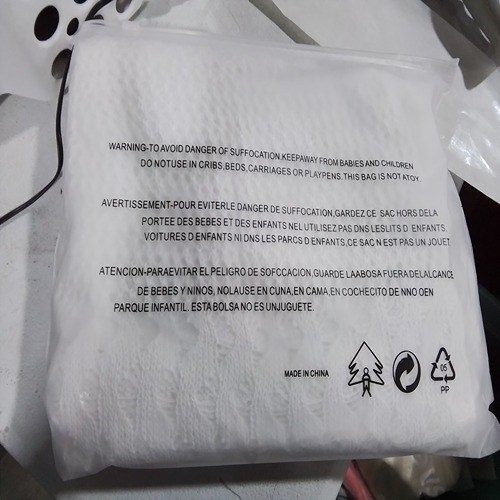 WARNING-TO AVOID DANGER OF SUFFOCATION.KEEPAWAY FROM BABIES AND CHILDREN
DO NOTUSE IN CRIBS,BEDS,CARRIAGES OR PLAYPENS.THIS BAG IS NOT ATOY.
AVERTISSEMENT-POUR EVITERLE DANGER DE SUFFOCATION,GARDEZ CE SAC HORS DELA
PORTEE DES BEBES ET DES ENFANTS NEL UTILISEZ PAS DNS LESLITS D ENFANTS.
VOITURES D ENFANTS NI DNS LES PARCS D ENFANTS,CE SAC N EST PAS UN JOUET
ATENCION-PARAEVITAR EL PELIGRO DE SOFCCACION,GUARDE LAABOSA FUERA DELALCANCE
DE BEBES Y NINOS, NOLAUSE EN CUNA,EN CAMA,EN COCHECITO DE NNO OEN
PARQUE INFANTIL. ESTA BOLSA NO ES UNJUGUETE.
MADE IN CHINA
05
PP